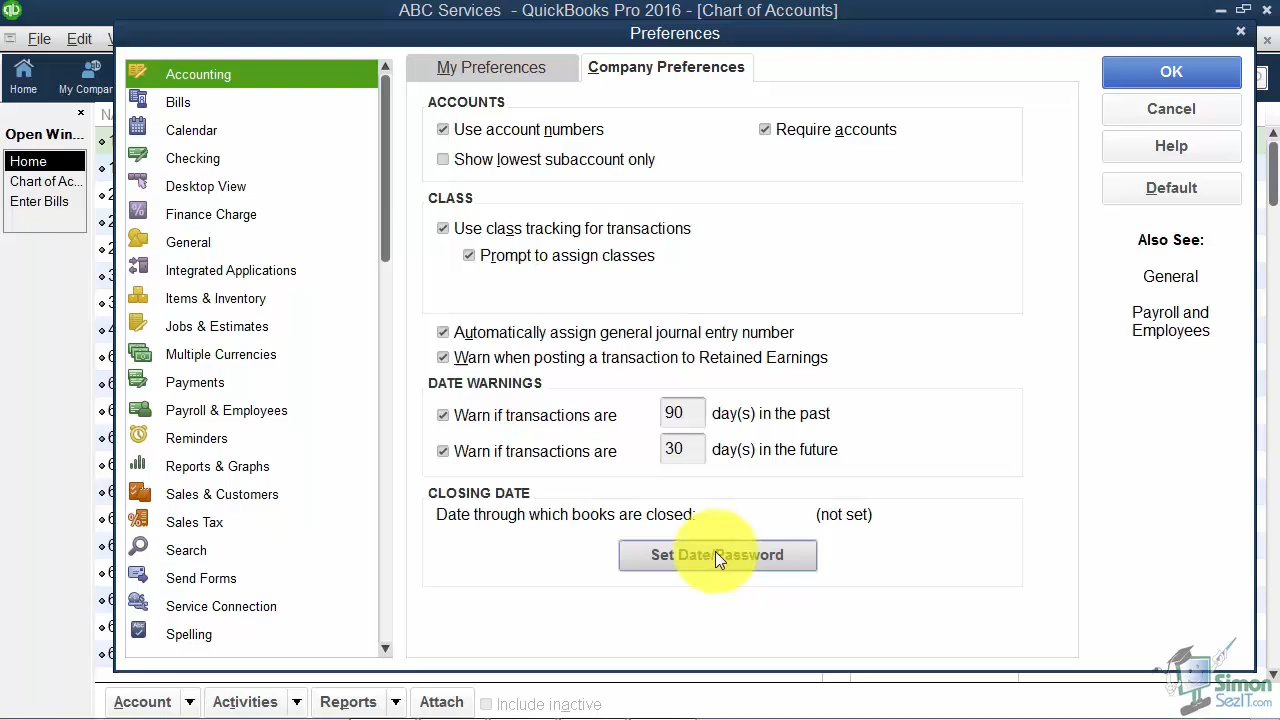 ABC Services - QuickBooks Pro 2016 - [Chart of Accounts]
File Edit
Preferences
Home
My Compar
Open Win...
Home
Chart of Ac...
Enter Bills
Accounting
Bills
Calendar
Checking
Desktop View
Finance Charge
General
Integrated Applications
Items & Inventory
Jobs & Estimates
Multiple Currencies
Payments
Payroll & Employees
Reminders
Reports & Graphs
Sales & Customers
Sales Tax
Search
Send Forms
Service Connection
Spelling
My Preferences
Company Preferences
ACCOUNTS
Use account numbers
Require accounts
Show lowest subaccount only
CLASS
Use class tracking for transactions
Prompt to assign classes
Automatically assign general journal entry number
Warn when posting a transaction to Retained Earnings
DATE WARNINGS
Warn if transactions are 90 day(s) in the past
Warn if transactions are 30 day(s) in the future
CLOSING DATE
Date through which books are closed: (not set)
Set Date/Password
OK
Cancel
Help
Default
Also See:
General
Payroll and
Employees
Account
Activities
Reports
Attach
Include inactive
Simon
SezIT.com